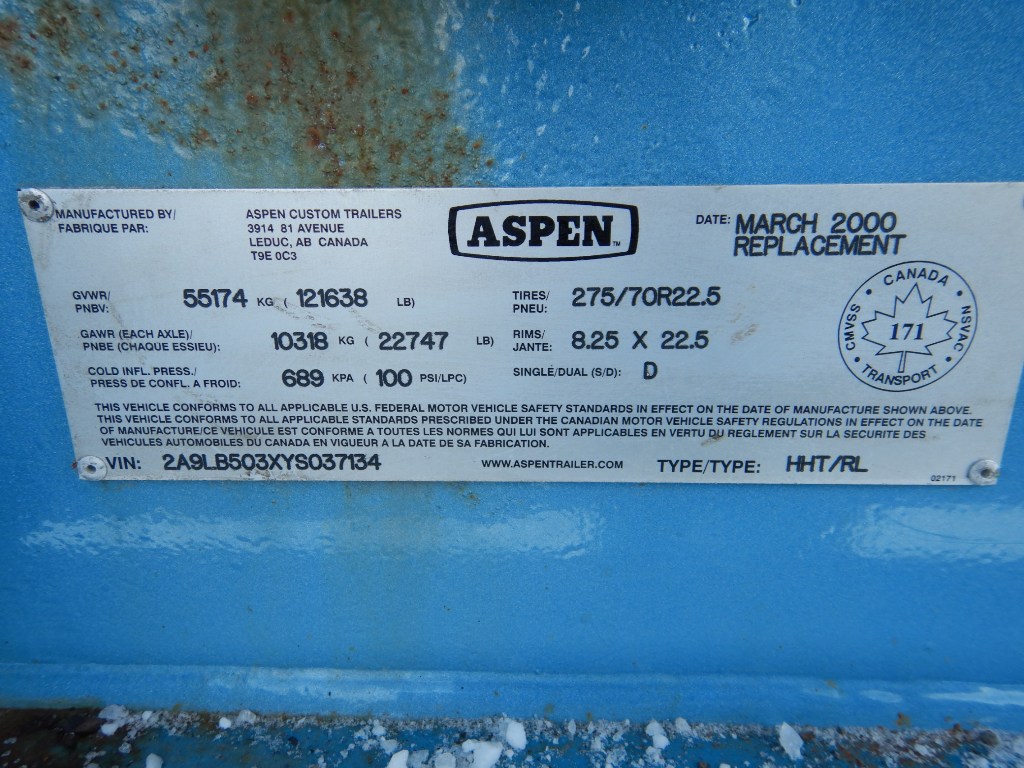 MANUFACTURED BY/ ASPEN CUSTOM TRAILERS
FABRIQUE PAR: 3914 81 AVENUE
LEDUC, AB CANADA
T9E 0C3
ASPEN™
DATE: MARCH 2000
REPLACEMENT
GVWR/
PNBV: 55174 KG ( 121638 LB)
TIRES/
PNEU: 275/70R22.5
GAWR (EACH AXLE)/
PNBE (CHAQUE ESSIEU): 10318 KG ( 22747 LB)
RIMS/
JANTE: 8.25 X 22.5
COLD INFL. PRESS./
PRESS DE CONFL. A FROID: 689 KPA ( 100 PSI/LPC)
SINGLE/DUAL (S/D): D
CANADA
CMVSS 171 NSVAC
TRANSPORT
THIS VEHICLE CONFORMS TO ALL APPLICABLE U.S. FEDERAL MOTOR VEHICLE SAFETY STANDARDS IN EFFECT ON THE DATE OF MANUFACTURE SHOWN ABOVE.
THIS VEHICLE CONFORMS TO ALL APPLICABLE STANDARDS PRESCRIBED UNDER THE CANADIAN MOTOR VEHICLE SAFETY REGULATIONS IN EFFECT ON THE DATE
OF MANUFACTURE/CE VEHICULE EST CONFORME A TOUTES LES NORMES QUI LUI SONT APPLICABLES EN VERTU DU REGLEMENT SUR LA SECURITE DES
VEHICULES AUTOMOBILES DU CANADA EN VIGUEUR A LA DATE DE SA FABRICATION.
VIN: 2A9LB503XYS037134 WWW.ASPENTRAILER.COM TYPE/TYPE: HHT/RL
02171